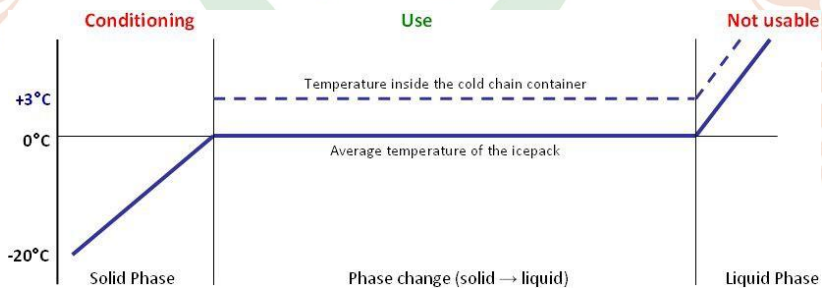 Conditioning Use Not usable
Temperature inside the cold chain container
+3°C
0°C
Average temperature of the icepack
-20°C
Solid Phase Phase change (solid → liquid) Liquid Phase